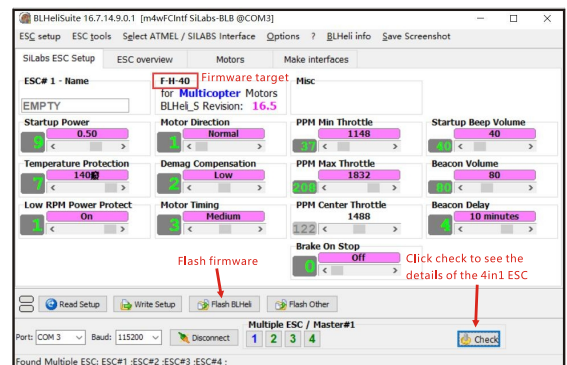 BLHeliSuite 16.7.14.9.0.1 [m4wFCIntf SiLabs-BLB @COM3]
ESC setup ESC tools Select ATMEL / SILABS Interface Options ? BLHeli info Save Screenshot
SiLabs ESC Setup ESC overview Motors Make interfaces
ESC# 1 - Name F-H-40 Firmware target Misc
for Multicopter Motors
EMPTY BLHeli_S Revision: 16.5
Startup Power Motor Direction PPM Min Throttle Startup Beep Volume
9 0.50 1 Normal 37 1148 40 40
Temperature Protection Demag Compensation PPM Max Throttle Beacon Volume
7 140 2 Low 208 1832 80 80
Low RPM Power Protect Motor Timing PPM Center Throttle Beacon Delay
1 On 3 Medium 122 1488 4 10 minutes
Brake On Stop
0 Off
Flash firmware Click check to see the
details of the 4in1 ESC
Read Setup Write Setup Flash BLHeli Flash Other
Multiple ESC / Master#1
Port: COM 3 Baud: 115200 Disconnect 1 2 3 4 Check
Found Multiple ESC: ESC#1 :ESC#2 :ESC#3 :ESC#4 :